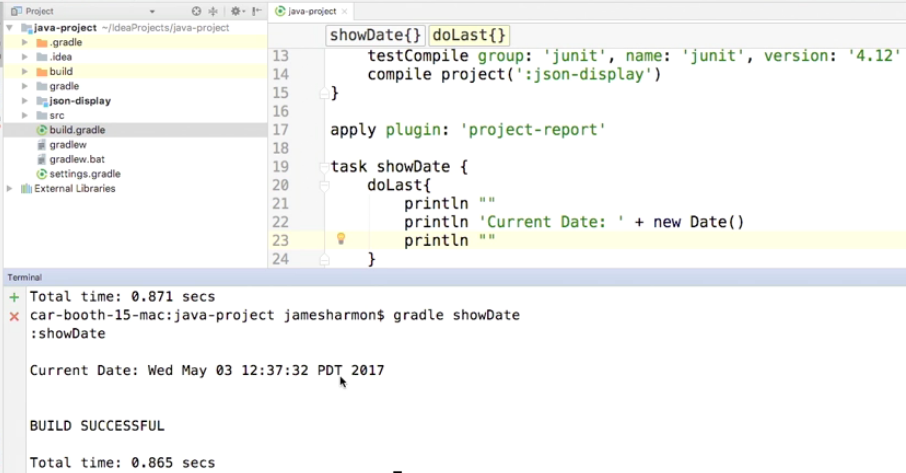 Project
java-project ~/IdeaProjects/java-project
.gradle
.idea
build
gradle
json-display
src
build.gradle
gradlew
gradlew.bat
settings.gradle
External Libraries
java-project
showDate{} doLast{}
13 testCompile group: 'junit', name: 'junit', version: '4.12'
14 compile project(':json-display')
15 }
16
17 apply plugin: 'project-report'
18
19 task showDate {
20 doLast{
21 println ""
22 println 'Current Date: ' + new Date()
23 println ""
24 }
Terminal
Total time: 0.871 secs
car-booth-15-mac:java-project jamesharmon$ gradle showDate
:showDate
Current Date: Wed May 03 12:37:32 PDT 2017
BUILD SUCCESSFUL
Total time: 0.865 secs